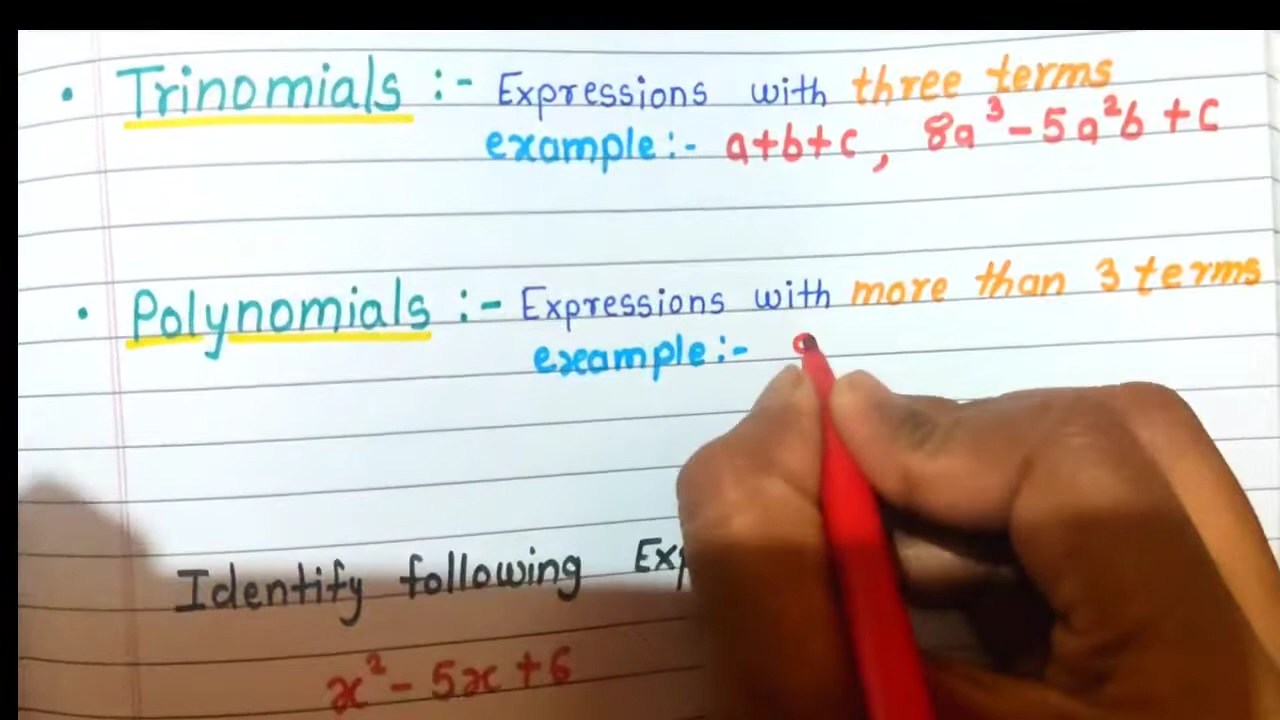 • Trinomials :- Expressions with three terms
example:- a+b+c, 8a³-5a²b+c
• Polynomials :- Expressions with more than 3 terms
example:-
Identify following
x²-5x+6